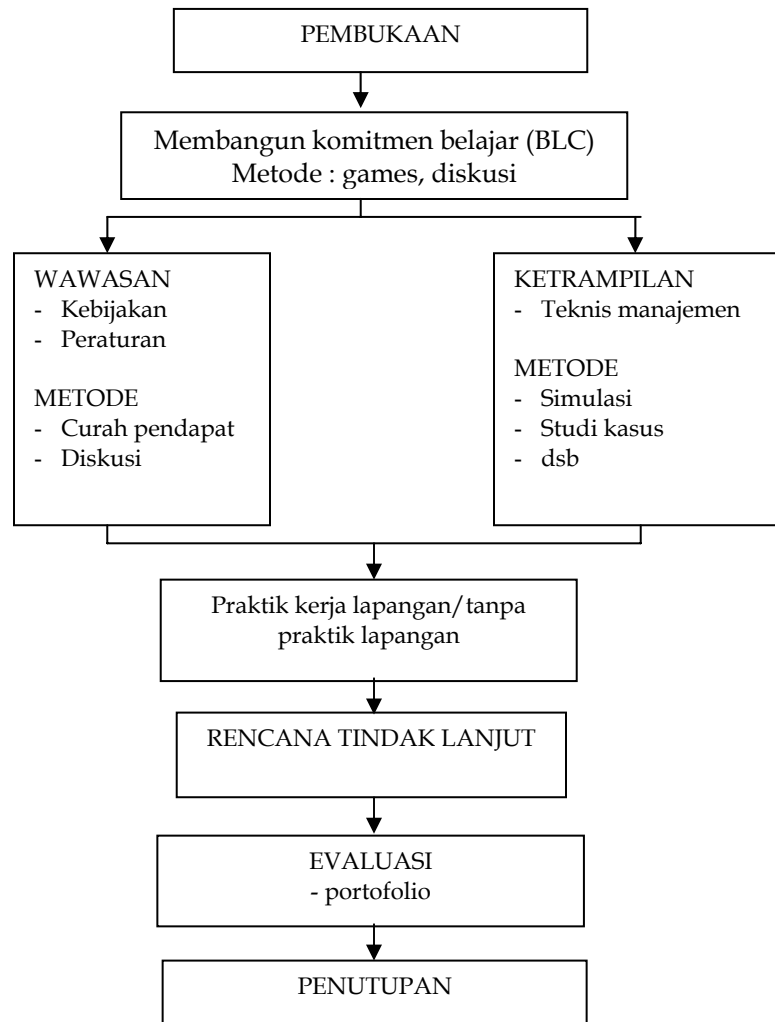 PEMBUKAAN
Membangun komitmen belajar (BLC)
Metode : games, diskusi
WAWASAN
- Kebijakan
- Peraturan
METODE
- Curah pendapat
- Diskusi
KETRAMPILAN
- Teknis manajemen
METODE
- Simulasi
- Studi kasus
- dsb
Praktik kerja lapangan/tanpa
praktik lapangan
RENCANA TINDAK LANJUT
EVALUASI
- portofolio
PENUTUPAN